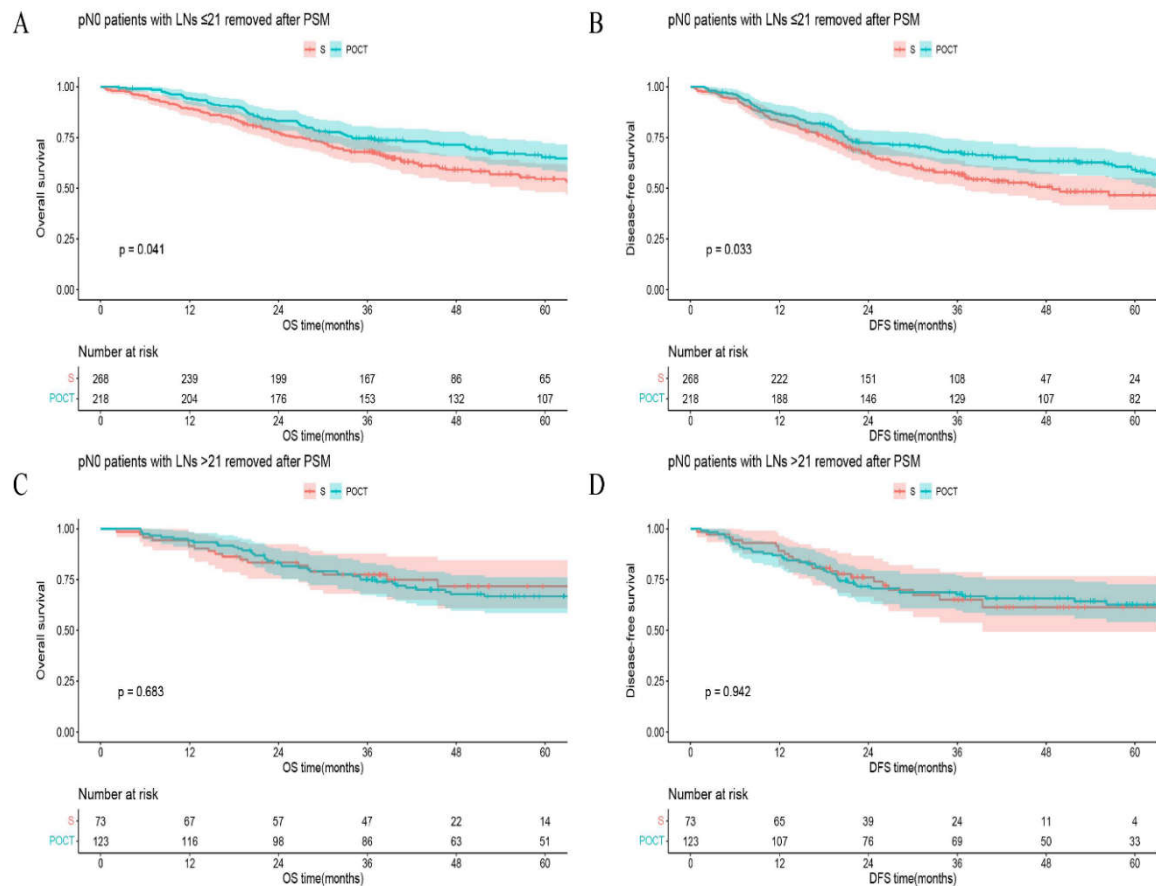 A
pN0 patients with LNs ≤21 removed after PSM
S POCT
Overall survival
1.00
0.75
0.50
0.25
0.00
p = 0.041
0 12 24 36 48 60
OS time(months)
Number at risk
S 268 239 199 167 86 65
POCT 218 204 176 153 132 107
0 12 24 36 48 60
OS time(months)
B
pN0 patients with LNs ≤21 removed after PSM
S POCT
Disease-free survival
1.00
0.75
0.50
0.25
0.00
p = 0.033
0 12 24 36 48 60
DFS time(months)
Number at risk
S 268 222 151 108 47 24
POCT 218 188 146 129 107 82
0 12 24 36 48 60
DFS time(months)
C
pN0 patients with LNs >21 removed after PSM
S POCT
Overall survival
1.00
0.75
0.50
0.25
0.00
p = 0.683
0 12 24 36 48 60
OS time(months)
Number at risk
S 73 67 57 47 22 14
POCT 123 116 98 86 63 51
0 12 24 36 48 60
OS time(months)
D
pN0 patients with LNs >21 removed after PSM
S POCT
Disease-free survival
1.00
0.75
0.50
0.25
0.00
p = 0.942
0 12 24 36 48 60
DFS time(months)
Number at risk
S 73 65 39 24 11 4
POCT 123 107 76 69 50 33
0 12 24 36 48 60
DFS time(months)